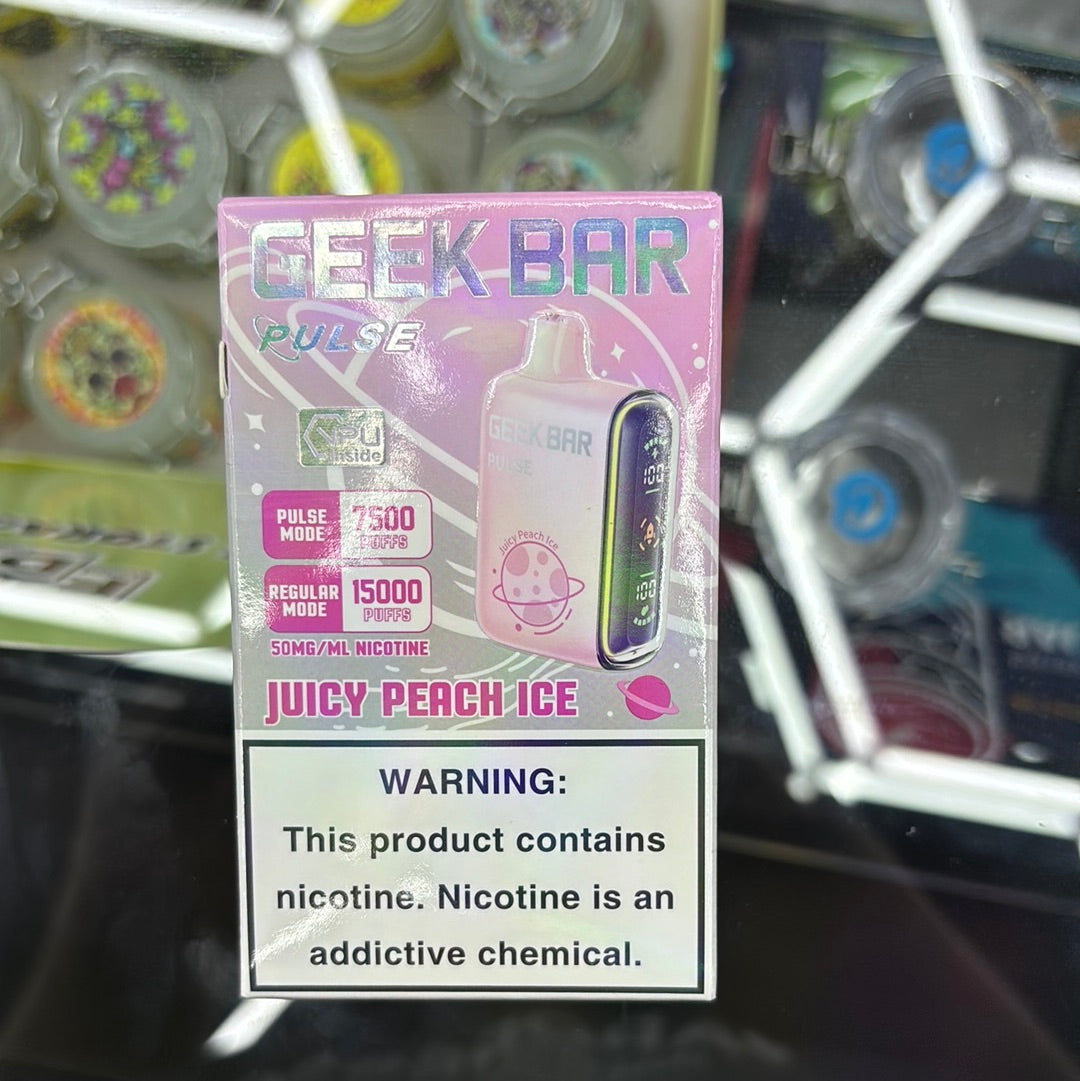 GEEK BAR
PULSE
VPU
inside
GEEK BAR
PULSE
100
PULSE MODE
7500
PUFFS
Juicy Peach Ice
REGULAR MODE
15000
PUFFS
100
50MG/ML NICOTINE
JUICY PEACH ICE
WARNING:
This product contains
nicotine. Nicotine is an
addictive chemical.